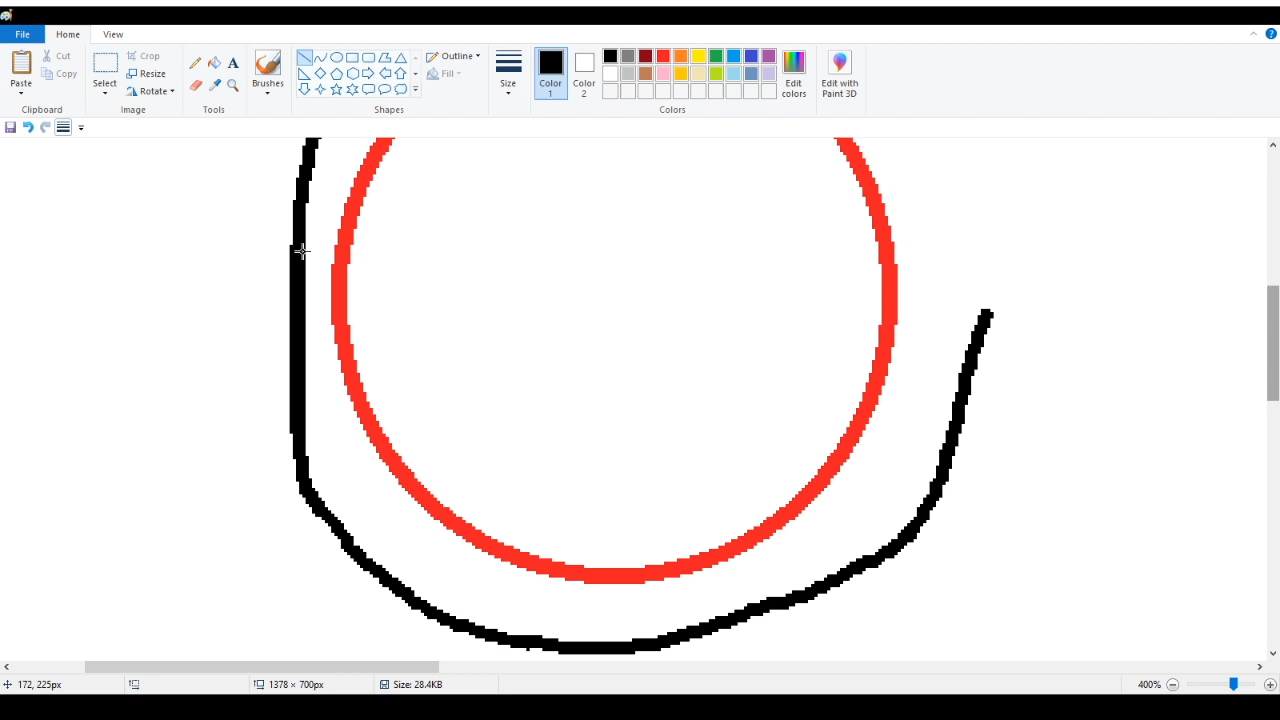 File Home View
Paste
Cut
Copy
Clipboard
Select
Crop
Resize
Rotate
Image
A
Tools
Brushes
Outline
Fill
Shapes
Size
Color
1
Color
2
Edit
colors
Colors
Edit with
Paint 3D
172, 225px
1378 × 700px
Size: 28.4KB
400%